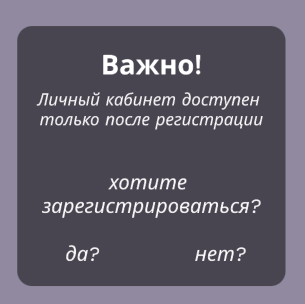 Важно!
Личный кабинет доступен
только после регистрации
хотите
зарегистрироваться?
да? нет?